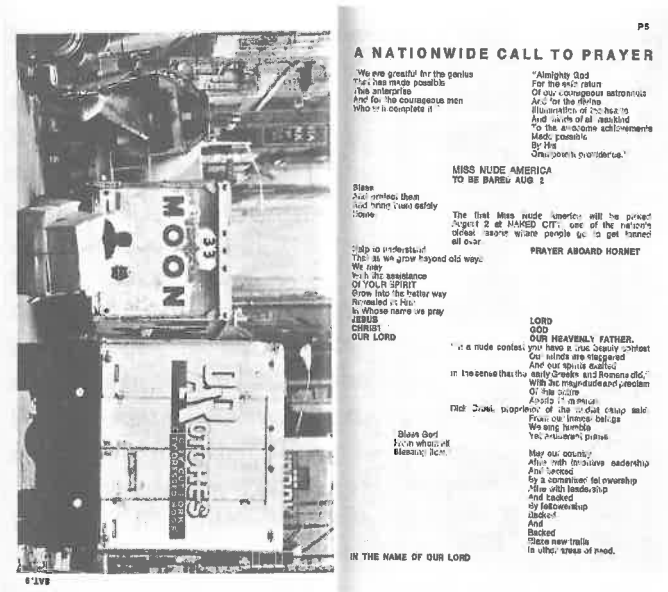 MOON
33
ARTICHOKES
SAT. 9
P5
A NATIONWIDE CALL TO PRAYER
"We are grateful for the genius
That has made possible
This enterprise
And for the courageous men
Who will complete it."
"Almighty God
For the safe return
Of our courageous astronauts
And for the divine
Illumination of the hearts
And minds of all mankind
To the awesome achievements
Made possible
By His
Omnipotent providence."
MISS NUDE AMERICA
TO BE BARED AUG 2
Bless
And protect them
And bring them safely
Home
The first Miss Nude America will be picked
August 2 at NAKED CITY, one of the nation's
oldest places where people go to get tanned
all over
PRAYER ABOARD HORNET
Help to understand
That as we grow beyond old ways
We may
With the assistance
Of YOUR SPIRIT
Grow into the better way
Revealed in Him
In Whose name we pray
JESUS
CHRIST
OUR LORD
LORD
GOD
OUR HEAVENLY FATHER.
in a nude contest you have a true beauty contest
Our minds are staggered
And our spirits exalted
in the sense that the early Greeks and Romans did,"
With the magnitude and precision
Of this entire
Apollo 11 mission
Dick Drost, proprietor of the nudist camp said.
From our inmost beings
We sing humble
Yet exuberant praise
Bless God
From whom all
Blessing flow.
May our country
Afire with leadership
And backed
By a committed fellowship
Afire with leadership
And backed
By fellowership
Backed
And
Backed
Blaze new trails
In other areas of need.
IN THE NAME OF OUR LORD